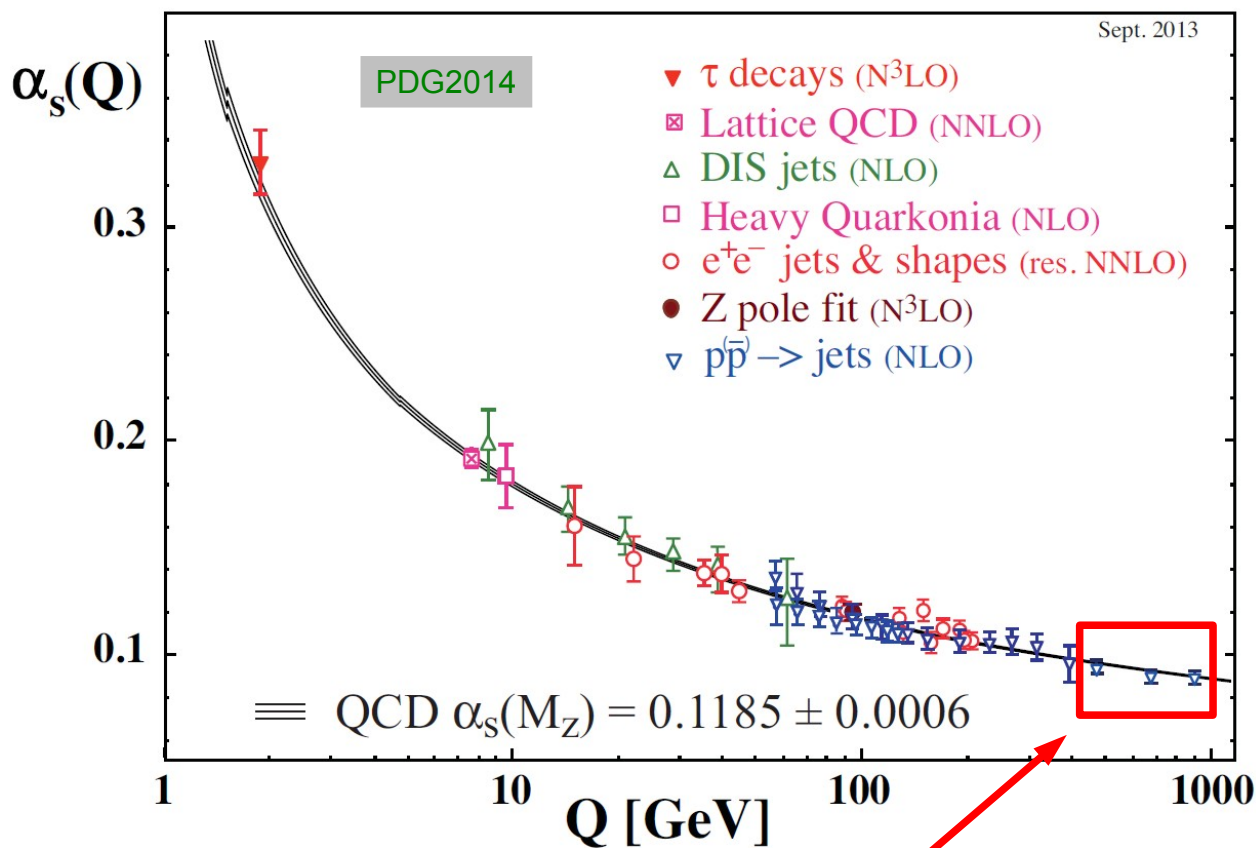 Sept. 2013
αs(Q)
PDG2014
τ decays (N³LO)
Lattice QCD (NNLO)
DIS jets (NLO)
Heavy Quarkonia (NLO)
e⁺e⁻ jets & shapes (res. NNLO)
Z pole fit (N³LO)
p(p̅) –> jets (NLO)
0.3
0.2
0.1
QCD αs(Mz) = 0.1185 ± 0.0006
1 10 100 1000
Q [GeV]